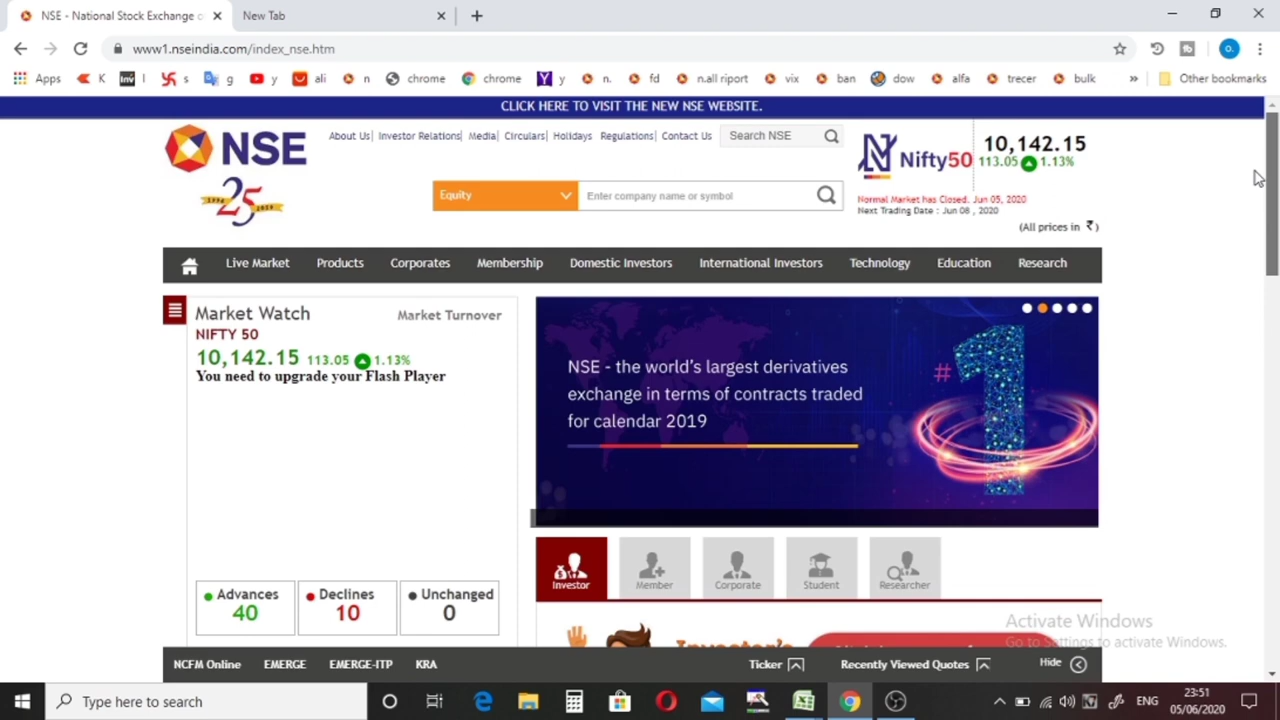 NSE - National Stock Exchange o
New Tab
www1.nseindia.com/index_nse.htm
Apps K Inv l s g y ali n chrome chrome Y y n. fd n.all riport vix ban dow alfa trecer bulk » Other bookmarks
CLICK HERE TO VISIT THE NEW NSE WEBSITE.
NSE
25
About Us| Investor Relations| Media| Circulars| Holidays Regulations| Contact Us
Search NSE
Equity
Enter company name or symbol
Nifty50
10,142.15
113.05 1.13%
Normal Market has Closed. Jun 05, 2020
Next Trading Date : Jun 08 , 2020
(All prices in ₹)
Live Market Products Corporates Membership Domestic Investors International Investors Technology Education Research
Market Watch Market Turnover
NIFTY 50
10,142.15 113.05 1.13%
You need to upgrade your Flash Player
NSE - the world's largest derivatives
exchange in terms of contracts traded
for calendar 2019
#1
Advances
40
Declines
10
Unchanged
0
Investor Member Corporate Student Researcher
Investor's
Activate Windows
Go to Settings to activate Windows.
NCFM Online EMERGE EMERGE-ITP KRA Ticker Recently Viewed Quotes Hide
Type here to search
ENG
23:51
05/06/2020